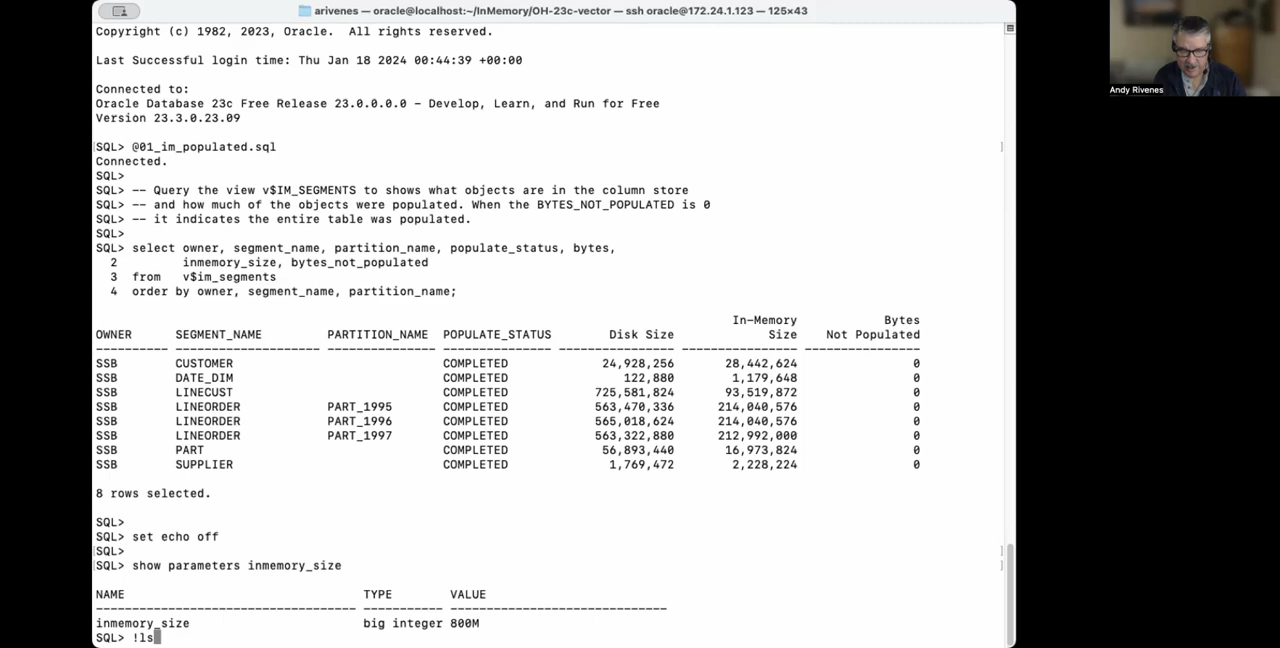 arivenes — oracle@localhost:~/InMemory/OH-23c-vector — ssh oracle@172.24.1.123 — 125×43
Copyright (c) 1982, 2023, Oracle.  All rights reserved.
Last Successful login time: Thu Jan 18 2024 00:44:39 +00:00
Connected to:
Oracle Database 23c Free Release 23.0.0.0.0 - Develop, Learn, and Run for Free
Version 23.3.0.23.09
SQL> @01_im_populated.sql
Connected.
SQL>
SQL> -- Query the view v$IM_SEGMENTS to shows what objects are in the column store
SQL> -- and how much of the objects were populated. When the BYTES_NOT_POPULATED is 0
SQL> -- it indicates the entire table was populated.
SQL>
SQL> select owner, segment_name, partition_name, populate_status, bytes,
  2         inmemory_size, bytes_not_populated
  3  from   v$im_segments
  4  order by owner, segment_name, partition_name;
In-Memory Bytes
OWNER SEGMENT_NAME PARTITION_NAME POPULATE_STATUS Disk Size Size Not Populated
SSB CUSTOMER COMPLETED 24,928,256 28,442,624 0
SSB DATE_DIM COMPLETED 122,880 1,179,648 0
SSB LINECUST COMPLETED 725,581,824 93,519,872 0
SSB LINEORDER PART_1995 COMPLETED 563,470,336 214,040,576 0
SSB LINEORDER PART_1996 COMPLETED 565,018,624 214,040,576 0
SSB LINEORDER PART_1997 COMPLETED 563,322,880 212,992,000 0
SSB PART COMPLETED 56,893,440 16,973,824 0
SSB SUPPLIER COMPLETED 1,769,472 2,228,224 0
8 rows selected.
SQL>
SQL> set echo off
SQL>
SQL> show parameters inmemory_size
NAME TYPE VALUE
inmemory_size big integer 800M
SQL> !ls
Andy Rivenes